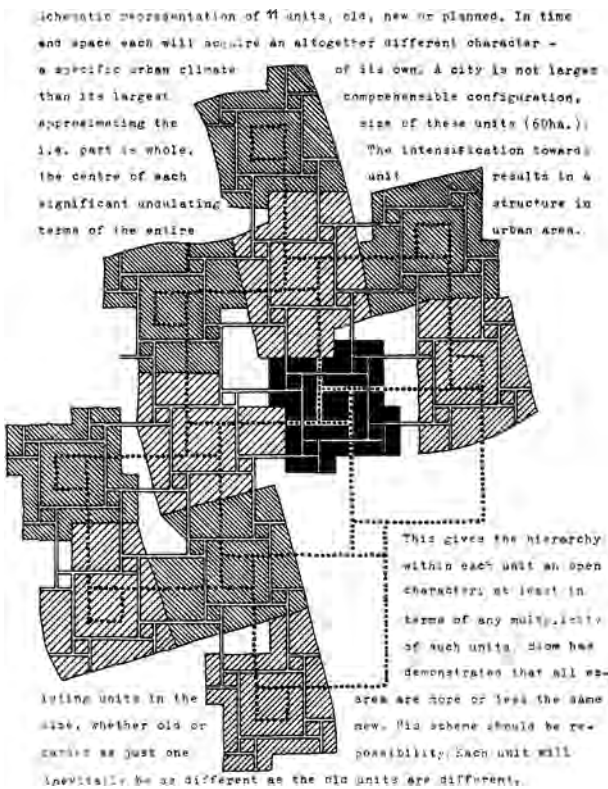 schematic representation of 11 units, old, new or planned. In time
and space each will acquire an altogether different character -
a specific urban climate of its own. A city is not larger
than its largest comprehensible configuration,
approximating the size of these units (60ha.);
i.e. part is whole. The intensification towards
the centre of each unit results in a
significant undulating structure in
terms of the entire urban area.
This gives the hierarchy
within each unit an open
character; at least in
terms of any multiplicity
of such units. Blom has
demonstrated that all ex-
isting units in the area are more or less the same
size, whether old or new. His scheme should be re-
garded as just one possibility. Each unit will
inevitably be as different as the old units are different.